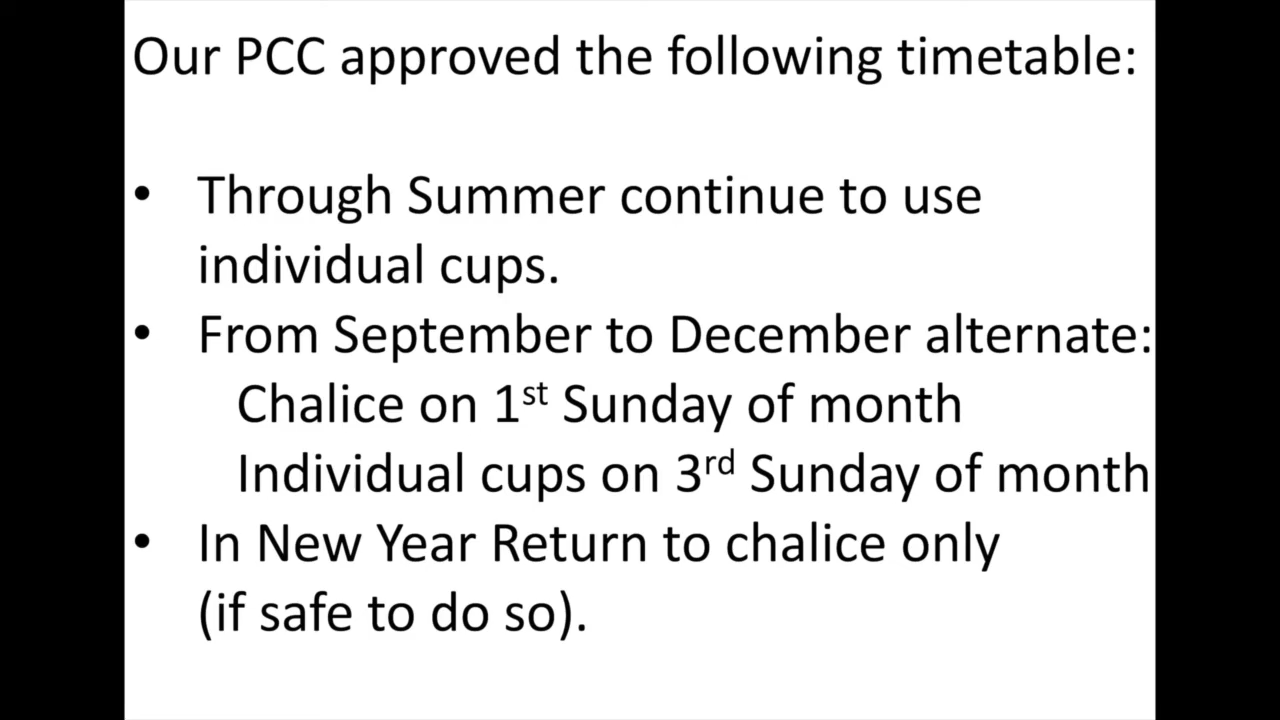 Our PCC approved the following timetable:
• Through Summer continue to use
individual cups.
• From September to December alternate:
Chalice on 1st Sunday of month
Individual cups on 3rd Sunday of month
• In New Year Return to chalice only
(if safe to do so).